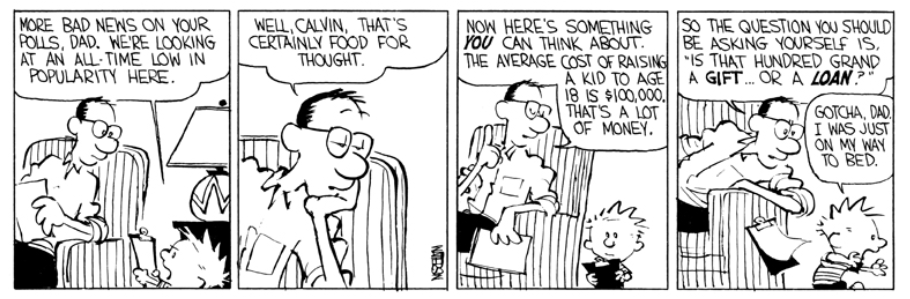 MORE BAD NEWS ON YOUR
POLLS, DAD. WE'RE LOOKING
AT AN ALL-TIME LOW IN
POPULARITY HERE.
WELL, CALVIN, THAT'S
CERTAINLY FOOD FOR
THOUGHT.
WATTERSON
NOW HERE'S SOMETHING
YOU CAN THINK ABOUT.
THE AVERAGE COST OF RAISING
A KID TO AGE
18 IS $100,000.
THAT'S A LOT
OF MONEY.
SO THE QUESTION YOU SHOULD
BE ASKING YOURSELF IS,
"IS THAT HUNDRED GRAND
A GIFT... OR A LOAN?"
GOTCHA, DAD.
I WAS JUST
ON MY WAY
TO BED.